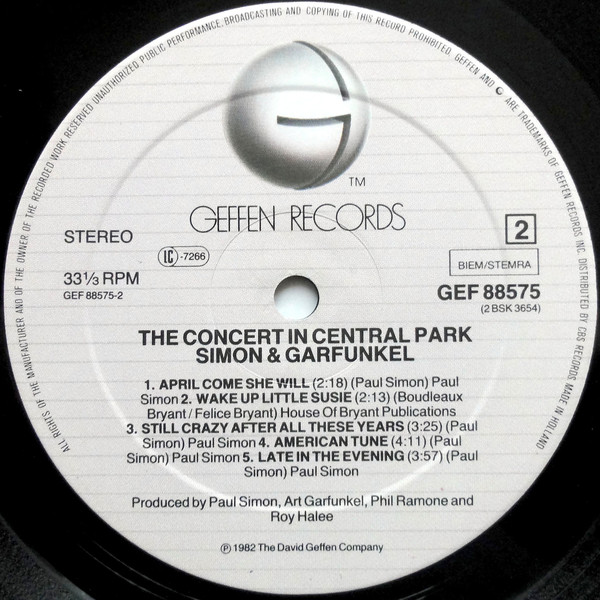 ALL RIGHTS OF THE MANUFACTURER AND OF THE OWNER OF THE RECORDED WORK RESERVED UNAUTHORIZED PUBLIC PERFORMANCE, BROADCASTING AND COPYING OF THIS RECORD PROHIBITED. GEFFEN AND G ARE TRADEMARKS OF GEFFEN RECORDS INC. DISTRIBUTED BY CBS RECORDS MADE IN HOLLAND
TM
GEFFEN RECORDS
STEREO
LC-7266
2
BIEM/STEMRA
33⅓ RPM
GEF 88575-2
GEF 88575
(2 BSK 3654)
THE CONCERT IN CENTRAL PARK
SIMON & GARFUNKEL
1. APRIL COME SHE WILL (2:18) (Paul Simon) Paul
Simon 2. WAKE UP LITTLE SUSIE (2:13) (Boudleaux
Bryant / Felice Bryant) House Of Bryant Publications
3. STILL CRAZY AFTER ALL THESE YEARS (3:25) (Paul
Simon) Paul Simon 4. AMERICAN TUNE (4:11) (Paul
Simon) Paul Simon 5. LATE IN THE EVENING (3:57) (Paul
Simon) Paul Simon
Produced by Paul Simon, Art Garfunkel, Phil Ramone and
Roy Halee
℗ 1982 The David Geffen Company